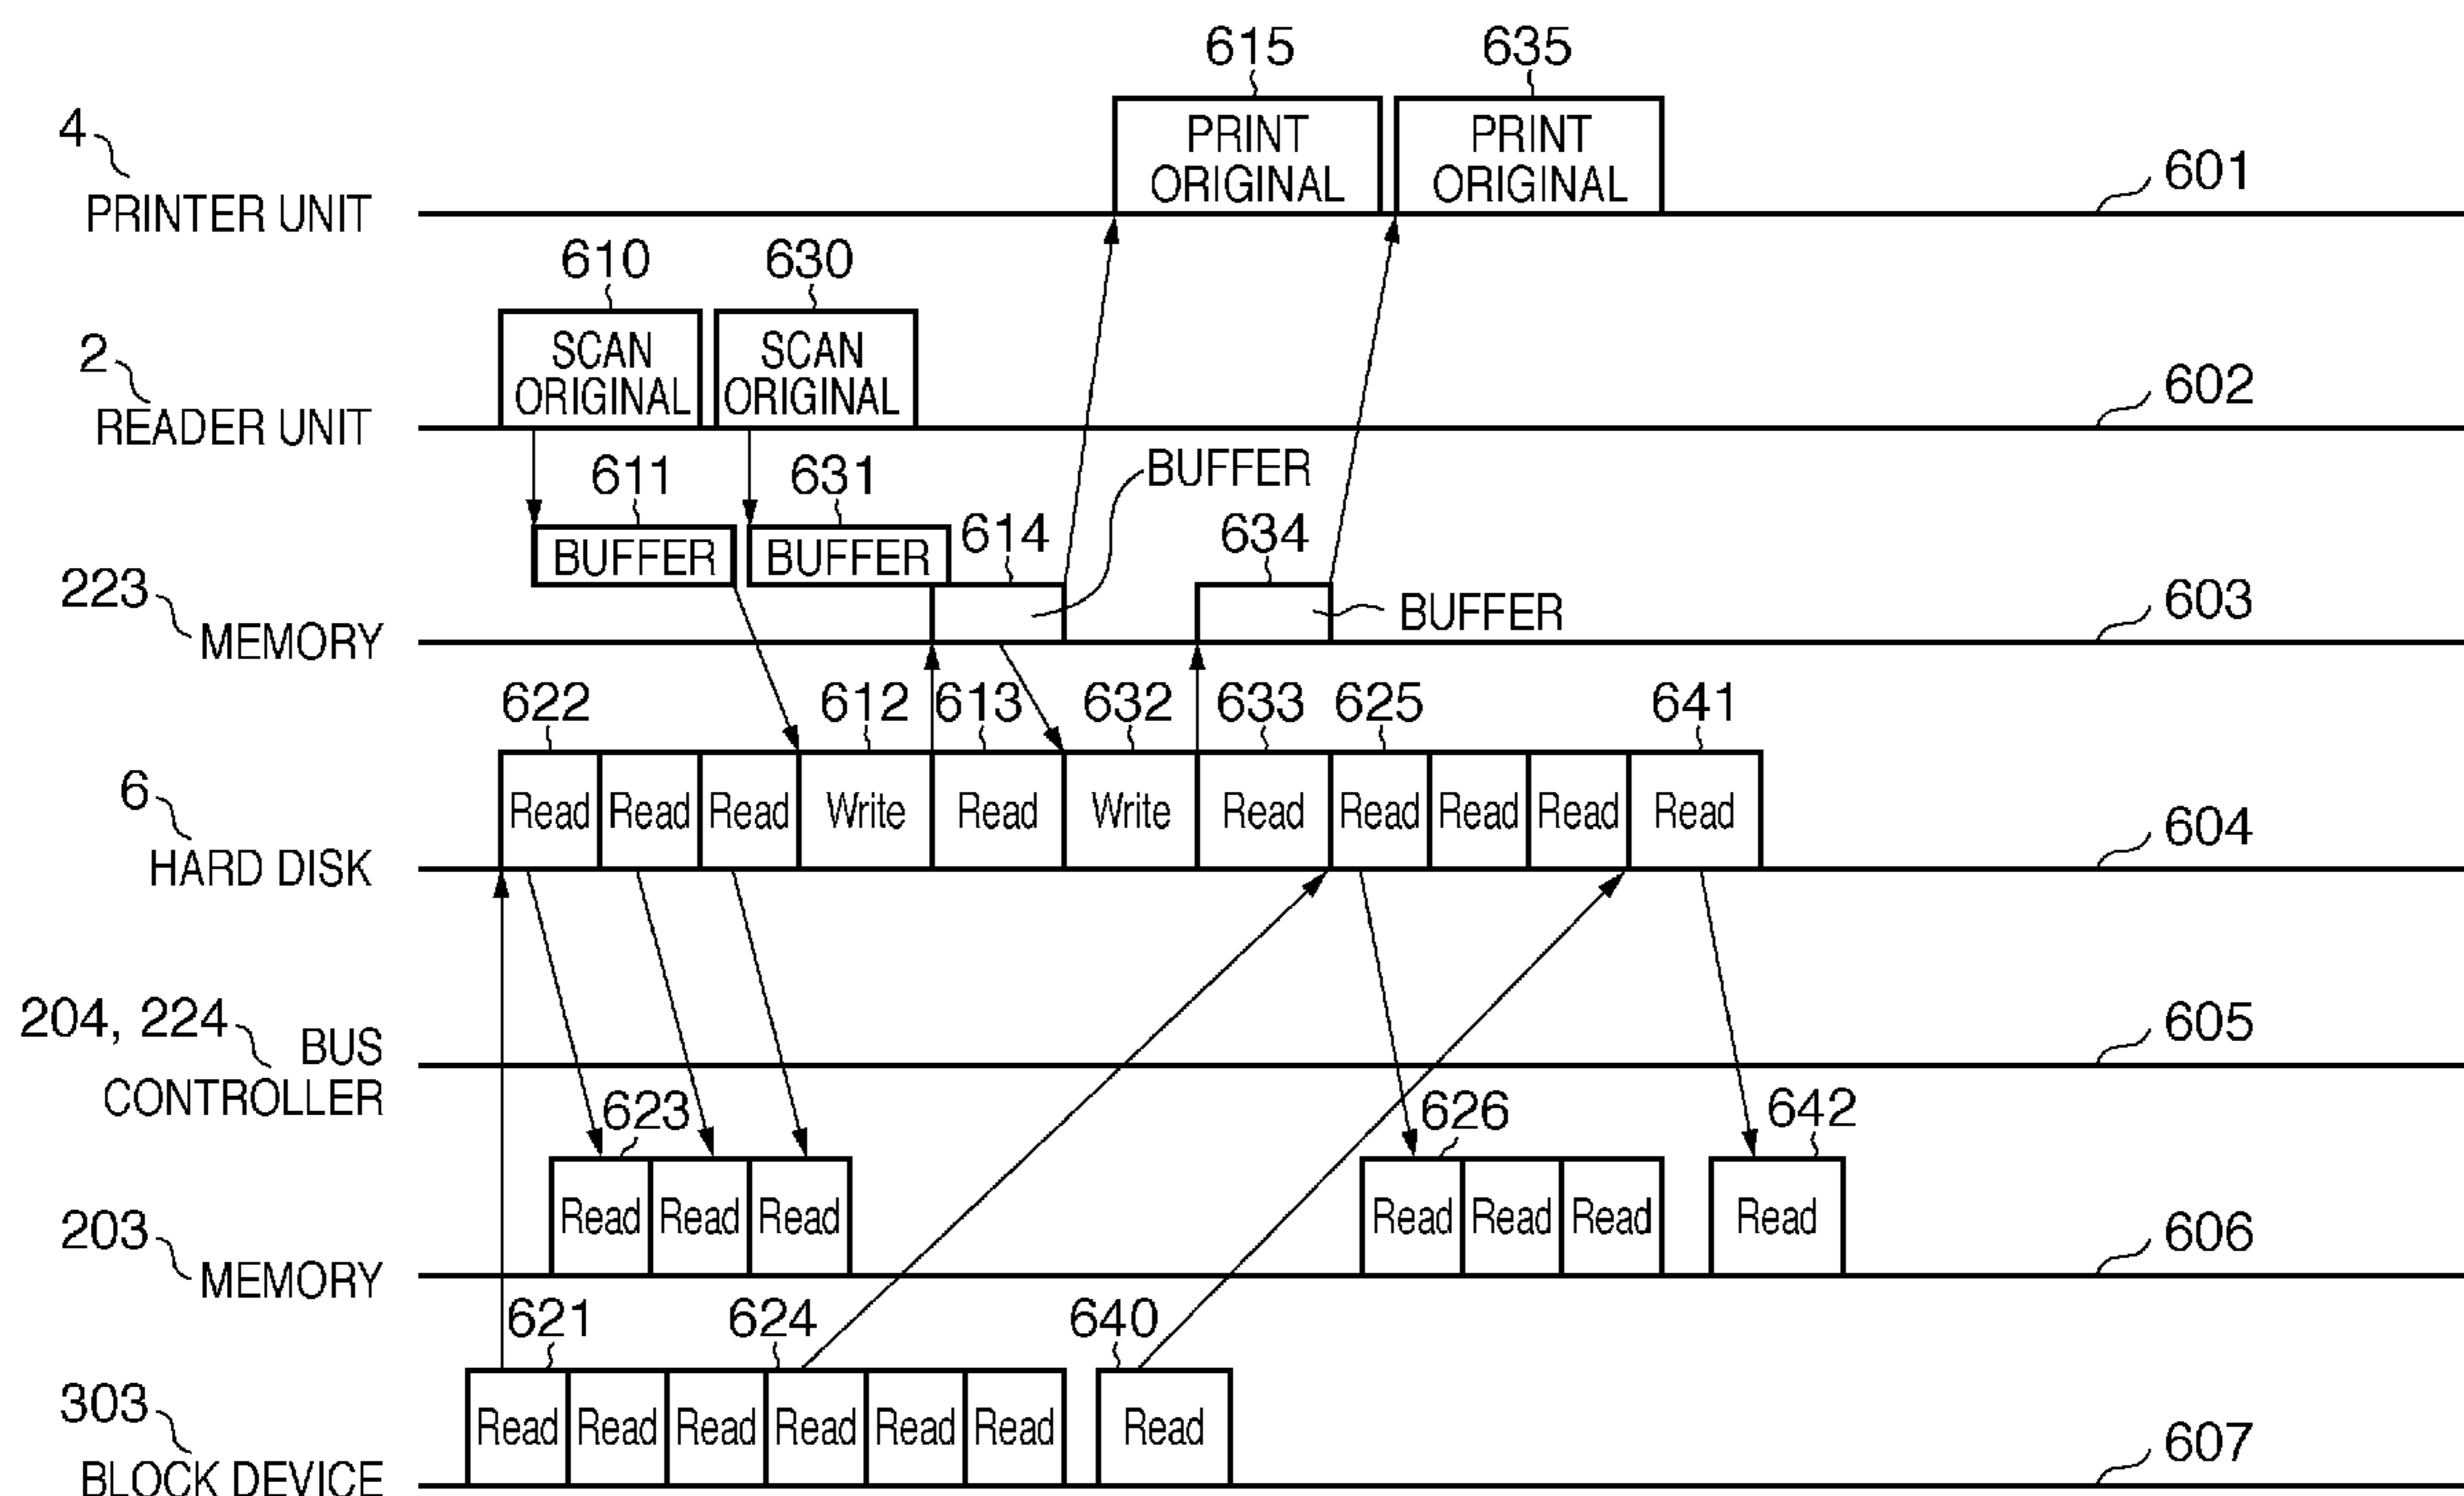 615 635
4
PRINTER UNIT
PRINT
ORIGINAL
PRINT
ORIGINAL
601
610 630
2
READER UNIT
SCAN
ORIGINAL
SCAN
ORIGINAL
602
611 631
BUFFER
614 634
223
MEMORY
BUFFER BUFFER
BUFFER
603
622 612 613 632 633 625 641
6
HARD DISK
Read Read Read Write Read Write Read Read Read Read Read
604
204, 224
BUS
CONTROLLER
605
623 626 642
203
MEMORY
Read Read Read Read Read Read Read
606
621 624 640
303
BLOCK DEVICE
Read Read Read Read Read Read Read
607